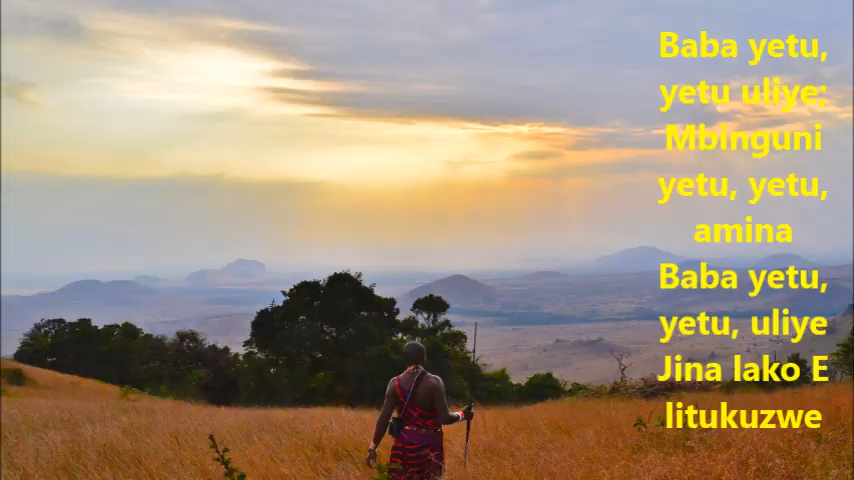 Baba yetu,
yetu uliye;
Mbinguni
yetu, yetu,
amina
Baba yetu,
yetu, uliye
Jina lako E
litukuzwe